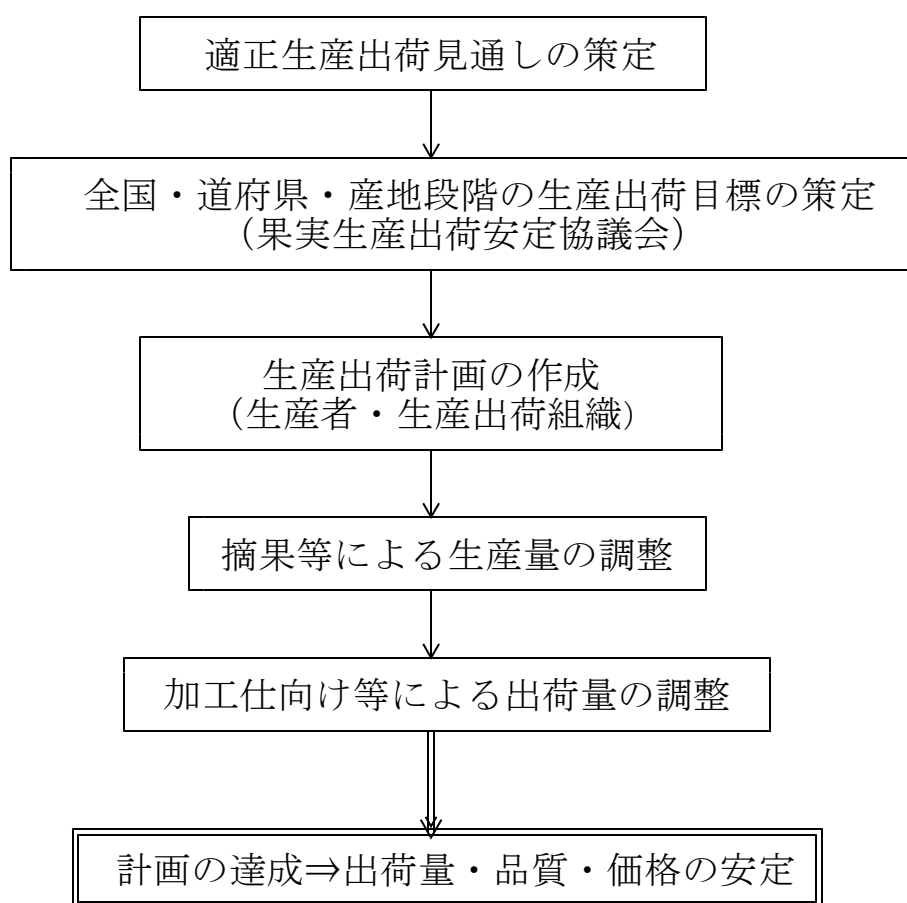 適正生産出荷見通しの策定
全国・道府県・産地段階の生産出荷目標の策定
（果実生産出荷安定協議会）
生産出荷計画の作成
（生産者・生産出荷組織）
摘果等による生産量の調整
加工仕向け等による出荷量の調整
計画の達成⇒出荷量・品質・価格の安定